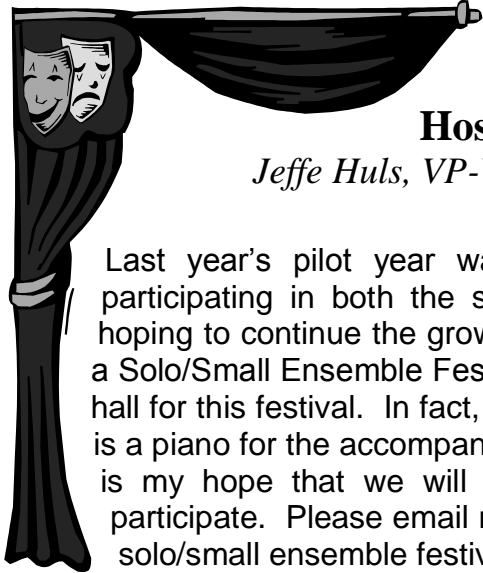 Hos
Jeffe Huls, VP-
Last year’s pilot year wa
participating in both the s
hoping to continue the grow
a Solo/Small Ensemble Fes
hall for this festival. In fact,
is a piano for the accompan
is my hope that we will
participate. Please email
solo/small ensemble festiv